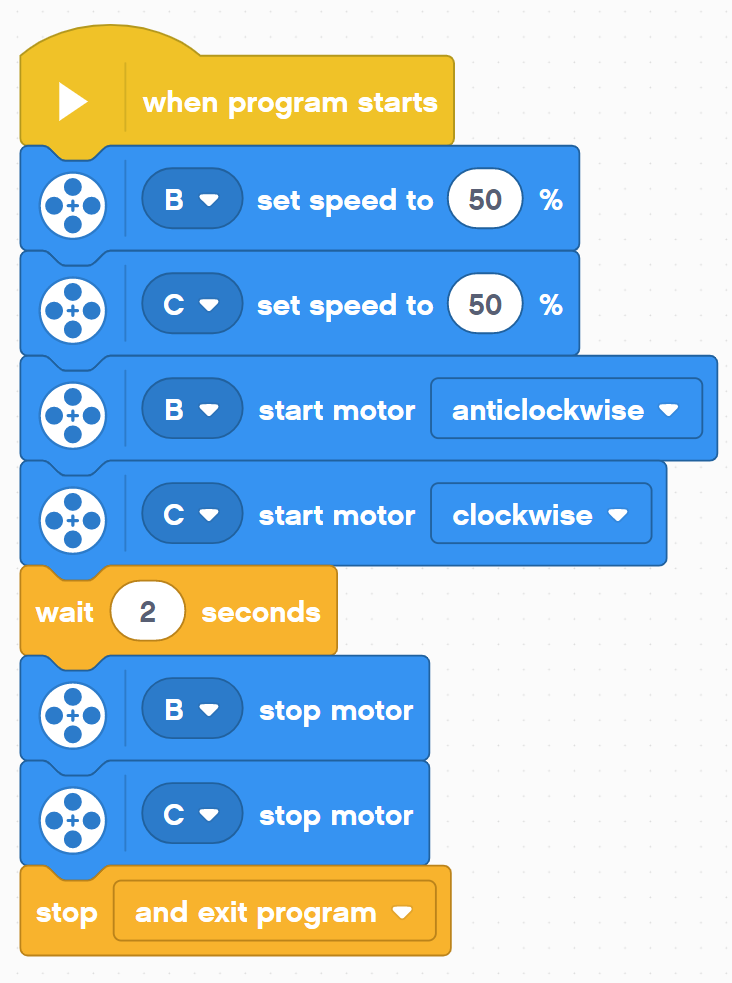 when program starts
B set speed to 50 %
C set speed to 50 %
B start motor anticlockwise
C start motor clockwise
wait 2 seconds
B stop motor
C stop motor
stop and exit program